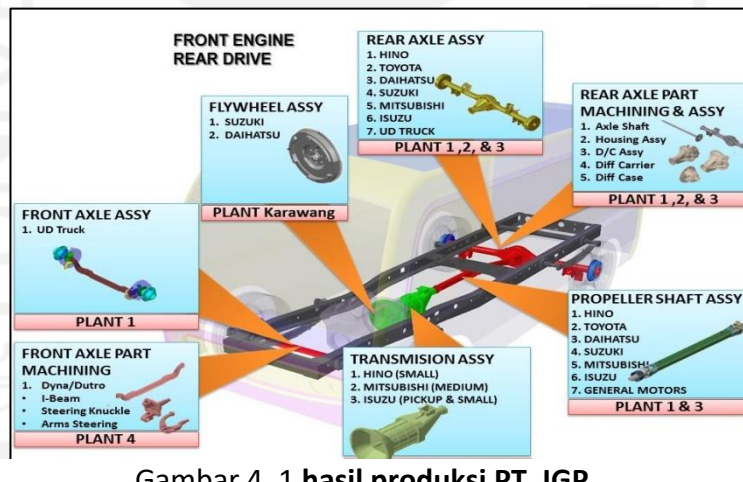 FRONT ENGINE
REAR DRIVE
REAR AXLE ASSY
1. HINO
2. TOYOTA
3. DAIHATSU
4. SUZUKI
5. MITSUBISHI
6. ISUZU
7. UD TRUCK
PLANT 1 ,2, & 3
FLYWHEEL ASSY
1. SUZUKI
2. DAIHATSU
PLANT Karawang
REAR AXLE PART
MACHINING & ASSY
1. Axle Shaft
2. Housing Assy
3. D/C Assy
4. Diff Carrier
5. Diff Case
PLANT 1,2, & 3
FRONT AXLE ASSY
1. UD Truck
PLANT 1
FRONT AXLE PART
MACHINING
1. Dyna/Dutro
• I-Beam
• Steering Knuckle
• Arms Steering
PLANT 4
TRANSMISION ASSY
1. HINO (SMALL)
2. MITSUBISHI (MEDIUM)
3. ISUZU (PICKUP & SMALL)
PROPELLER SHAFT ASSY
1. HINO
2. TOYOTA
3. DAIHATSU
4. SUZUKI
5. MITSUBISHI
6. ISUZU
7. GENERAL MOTORS
PLANT 1 & 3
Gambar 4. 1 hasil produksi PT. IGP